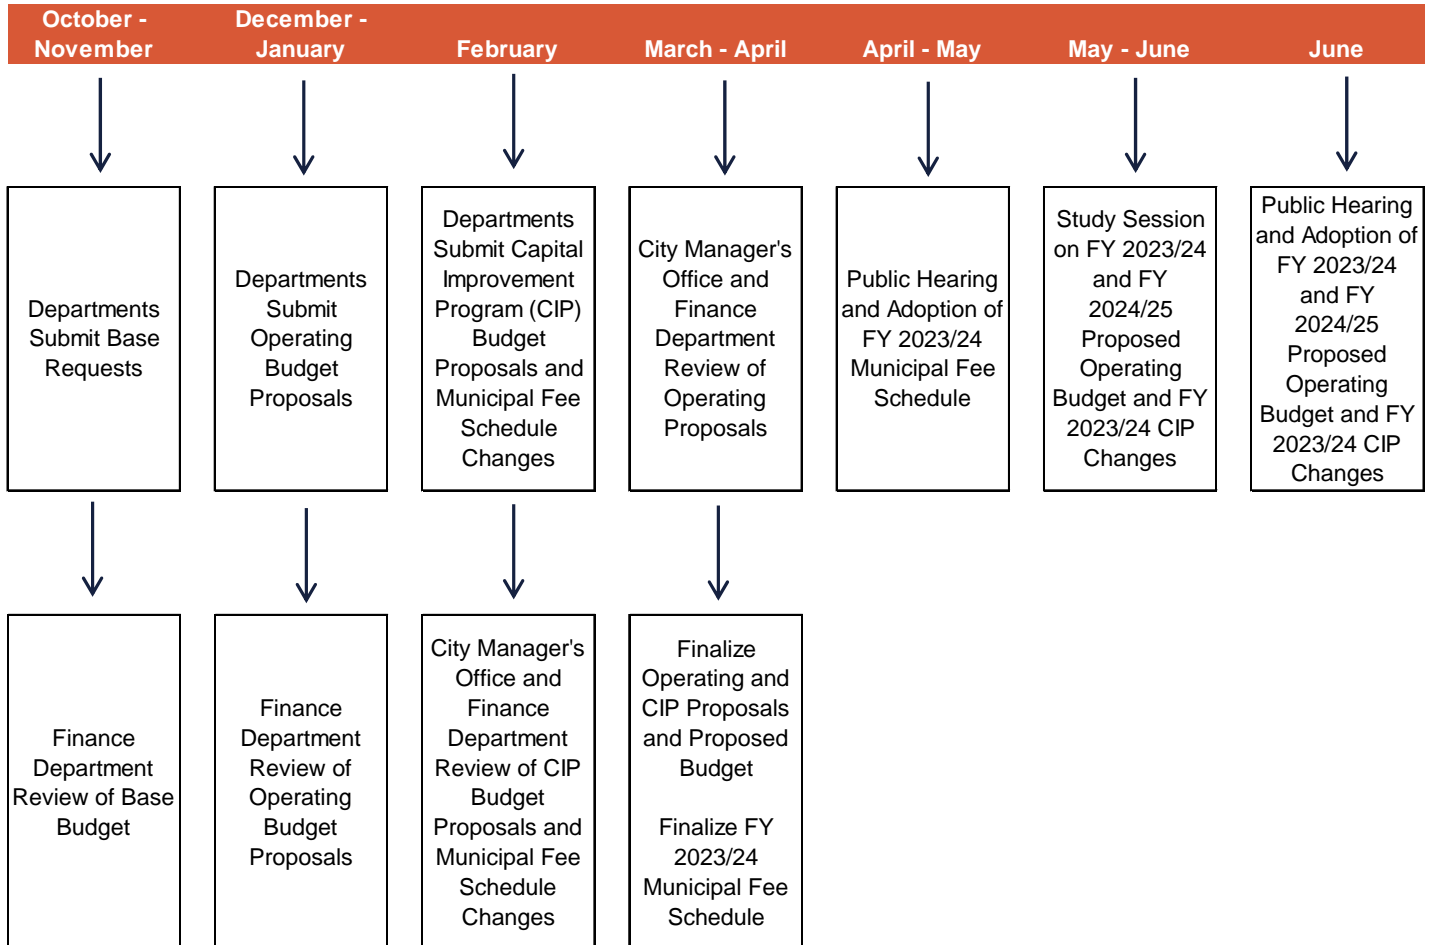 October -
November
December -
January
February
March - April
April - May
May - June
June
Departments
Submit Base
Requests
Departments
Submit
Operating
Budget
Proposals
Departments
Submit Capital
Improvement
Program (CIP)
Budget
Proposals and
Municipal Fee
Schedule
Changes
City Manager's
Office and
Finance
Department
Review of
Operating
Proposals
Public Hearing
and Adoption of
FY 2023/24
Municipal Fee
Schedule
Study Session
on FY 2023/24
and FY
2024/25
Proposed
Operating
Budget and FY
2023/24 CIP
Changes
Public Hearing
and Adoption of
FY 2023/24
and FY
2024/25
Proposed
Operating
Budget and FY
2023/24 CIP
Changes
Finance
Department
Review of Base
Budget
Finance
Department
Review of
Operating
Budget
Proposals
City Manager's
Office and
Finance
Department
Review of CIP
Budget
Proposals and
Municipal Fee
Schedule
Changes
Finalize
Operating and
CIP Proposals
and Proposed
Budget
Finalize FY
2023/24
Municipal Fee
Schedule